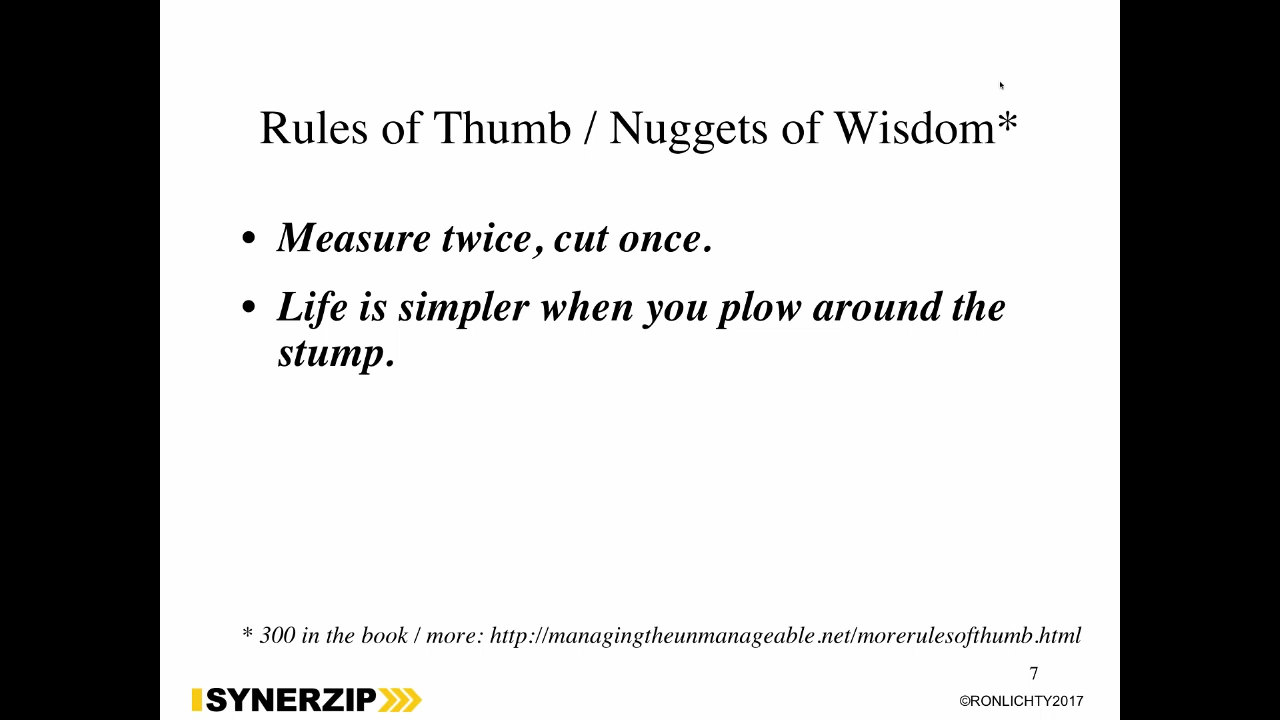 Rules of Thumb / Nuggets of Wisdom*
• Measure twice, cut once.
• Life is simpler when you plow around the
stump.
* 300 in the book / more: http://managingtheunmanageable.net/morerulesofthumb.html
7
SYNERZIP
©RONLICHTY2017